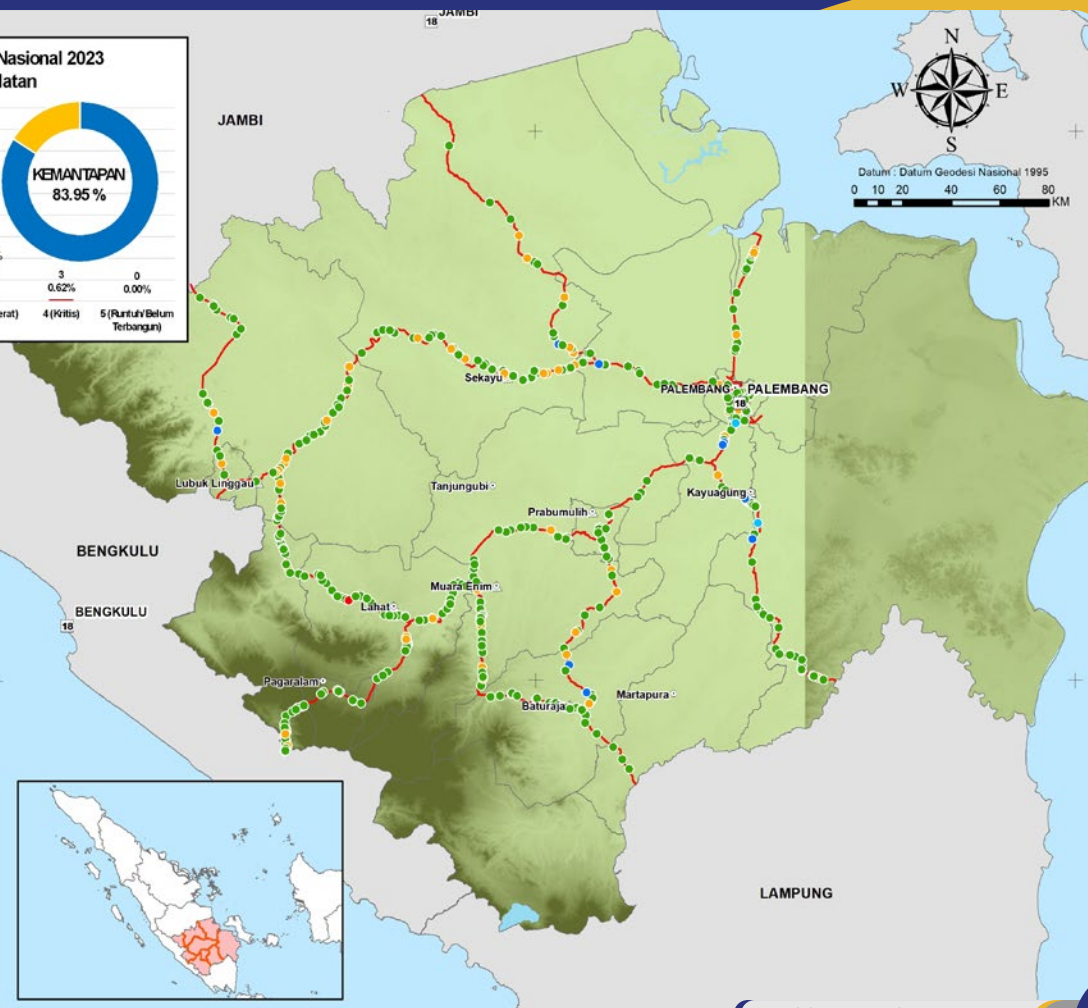 JAMBI
18
Nasional 2023
latan
KEMANTAPAN
83.95 %
%
3
0.62%
0
0.00%
erat)
4 (Kritis)
5 (Runtuh/Belum
Terbangun)
JAMBI
N
W
E
S
Datum : Datum Geodesi Nasional 1995
0 10 20 40 60 80
KM
Sekayu
PALEMBANG
PALEMBANG
18
Lubuk Linggau
Tanjungubi
Kayuagung
Prabumulih
BENGKULU
Muara Enim
Lahat
BENGKULU
18
Pagaralam
Martapura
Baturaja
LAMPUNG